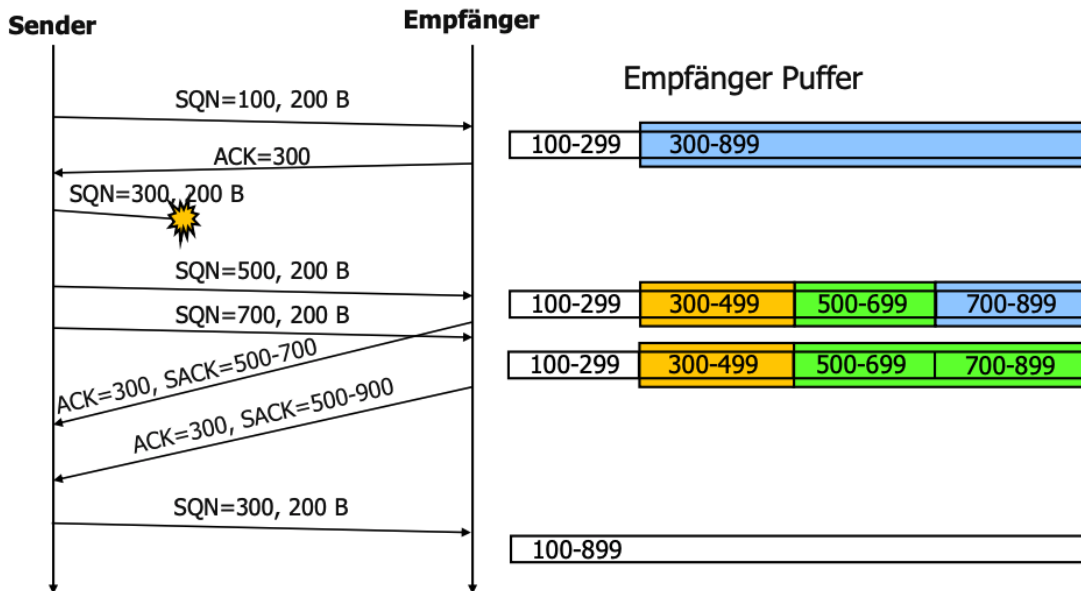 Sender
Empfänger
Empfänger Puffer
SQN=100, 200 B
100-299
300-899
ACK=300
SQN=300, 200 B
SQN=500, 200 B
100-299
300-499
500-699
700-899
SQN=700, 200 B
ACK=300, SACK=500-700
100-299
300-499
500-699
700-899
ACK=300, SACK=500-900
SQN=300, 200 B
100-899